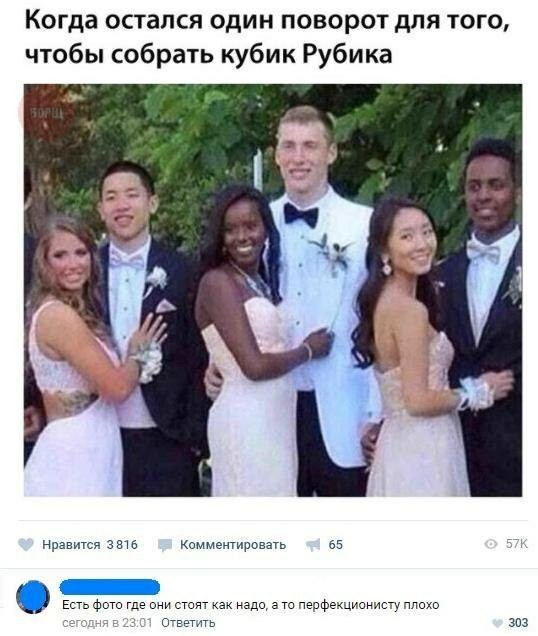 Когда остался один поворот для того,
чтобы собрать кубик Рубика
БОРЩ
Нравится 3 816 Комментировать 65 57K
Есть фото где они стоят как надо, а то перфекционисту плохо
сегодня в 23:01 Ответить 303